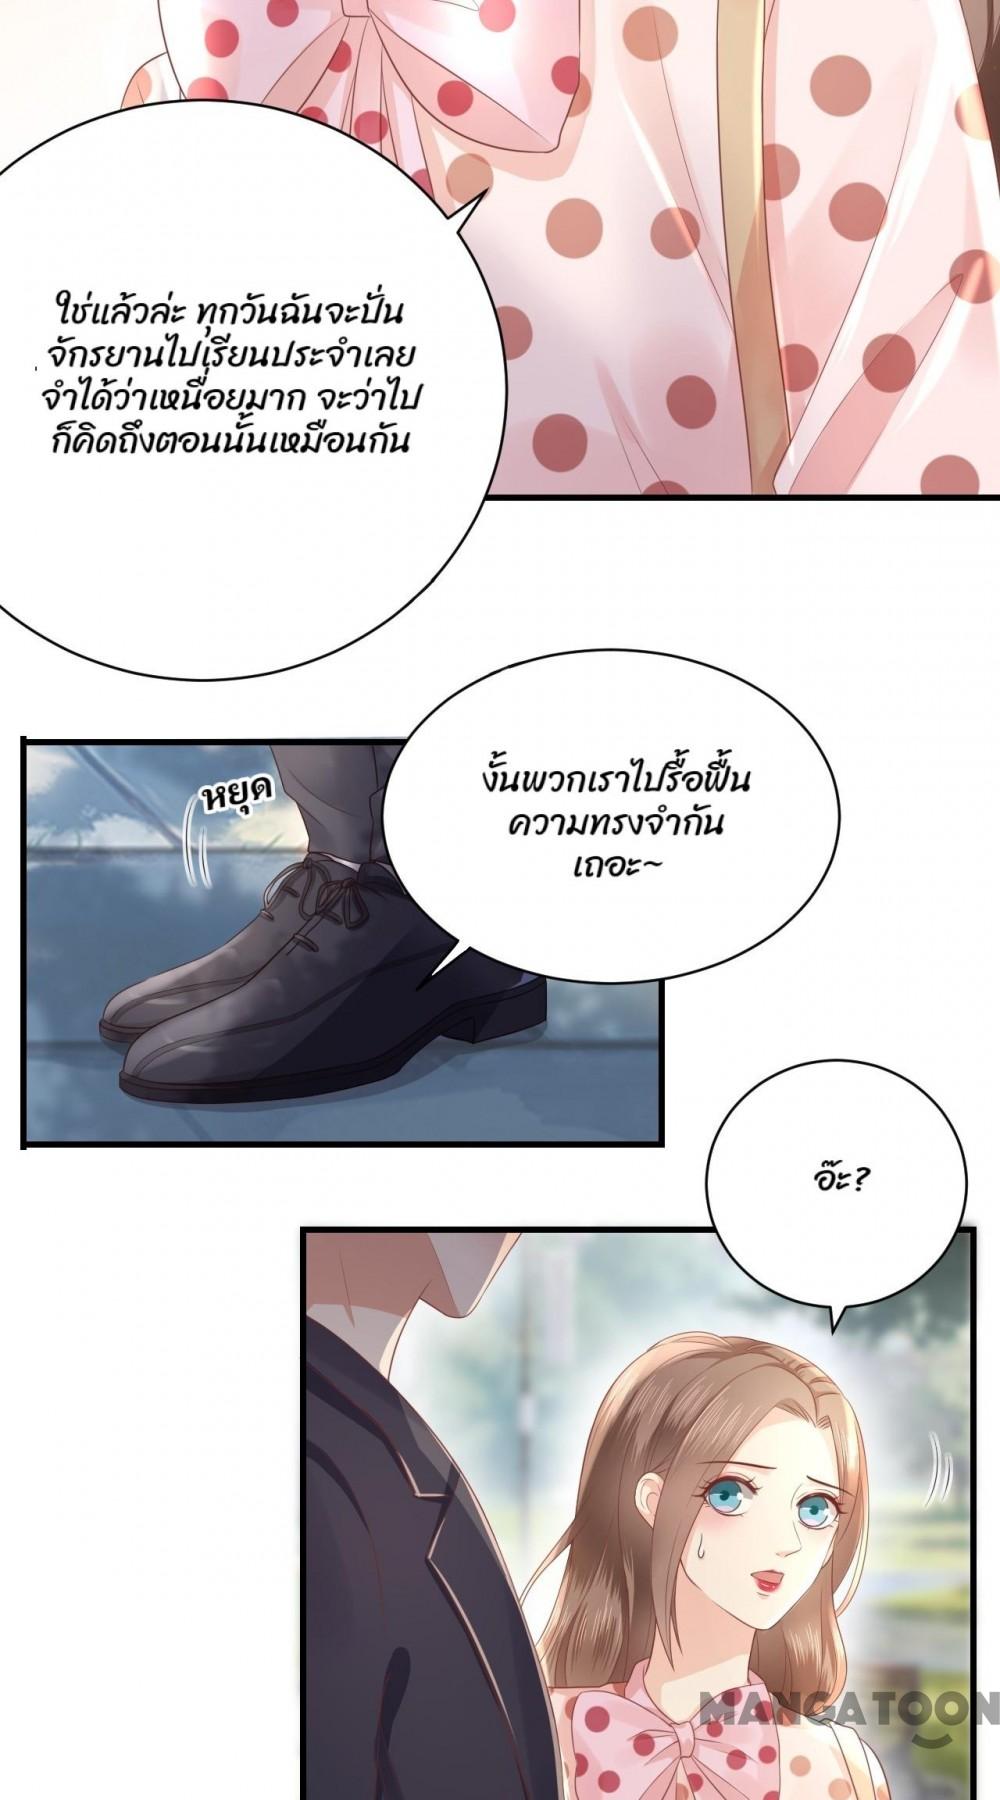 ใช่แล้วล่ะ ทุกวันฉันจะปั่น
จักรยานไปเรียนประจำเลย
จำได้ว่าเหนื่อยมาก จะว่าไป
ก็คิดถึงตอนนั้นเหมือนกัน
งั้นพวกเราไปรื้อฟื้น
ความทรงจำกัน
เถอะ~
หยุด
อ๊ะ?
MANGATOON